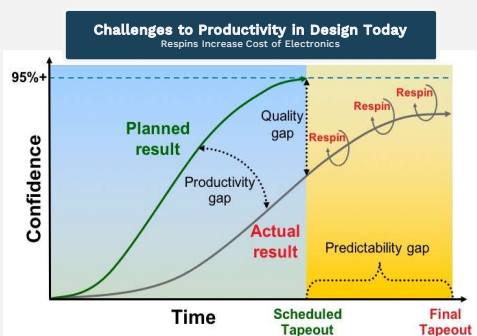 Challenges to Productivity in Design Today
Respins Increase Cost of Electronics
95%+
Respin
Respin
Respin
Quality
gap
Planned
result
Productivity
gap
Actual
result
Predictability gap
Confidence
Time
Scheduled
Tapeout
Final
Tapeout